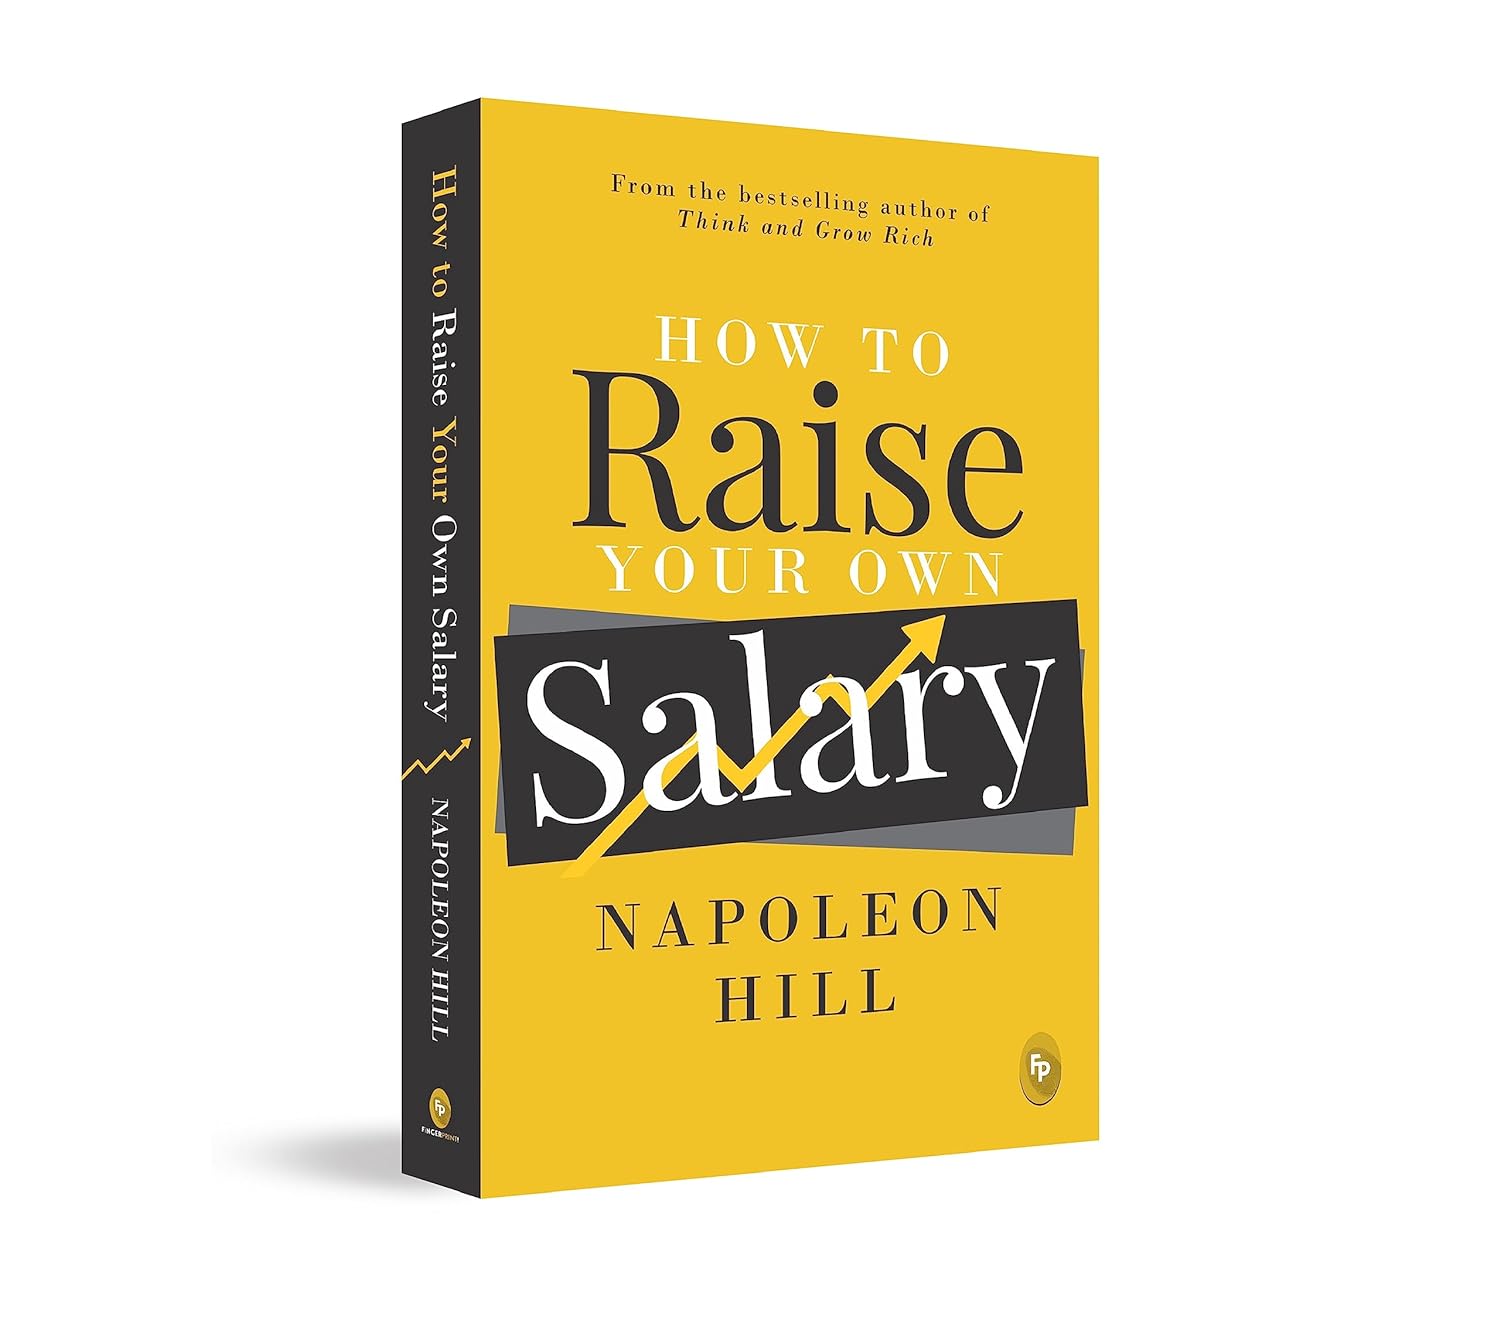 From the bestselling author of
Think and Grow Rich
HOW TO
Raise
YOUR OWN
Salary
NAPOLEON
HILL
FP
How to Raise Your Own Salary
NAPOLEON HILL
FP
FINGERPRINT!